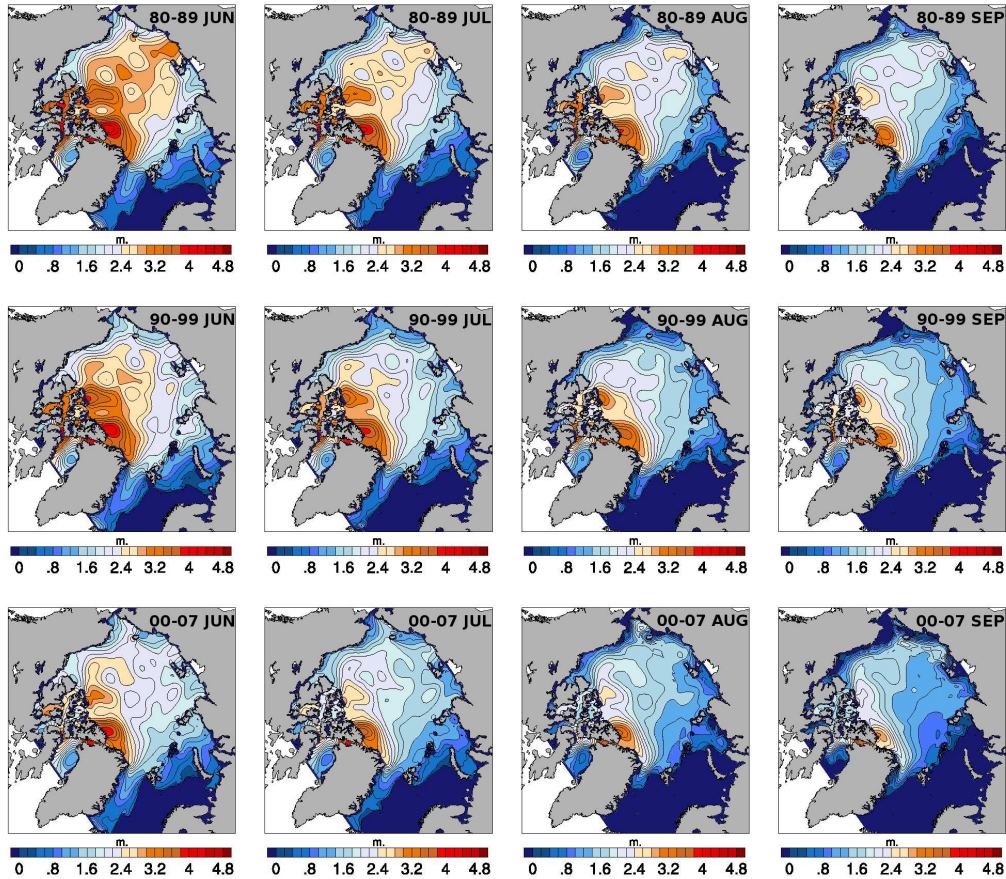 80-89 JUN 80-89 JUL 80-89 AUG 80-89 SEP
m. m. m. m.
0 .8 1.6 2.4 3.2 4 4.8 0 .8 1.6 2.4 3.2 4 4.8 0 .8 1.6 2.4 3.2 4 4.8 0 .8 1.6 2.4 3.2 4 4.8
90-99 JUN 90-99 JUL 90-99 AUG 90-99 SEP
m. m. m. m.
0 .8 1.6 2.4 3.2 4 4.8 0 .8 1.6 2.4 3.2 4 4.8 0 .8 1.6 2.4 3.2 4 4.8 0 .8 1.6 2.4 3.2 4 4.8
00-07 JUN 00-07 JUL 00-07 AUG 00-07 SEP
m. m. m. m.
0 .8 1.6 2.4 3.2 4 4.8 0 .8 1.6 2.4 3.2 4 4.8 0 .8 1.6 2.4 3.2 4 4.8 0 .8 1.6 2.4 3.2 4 4.8